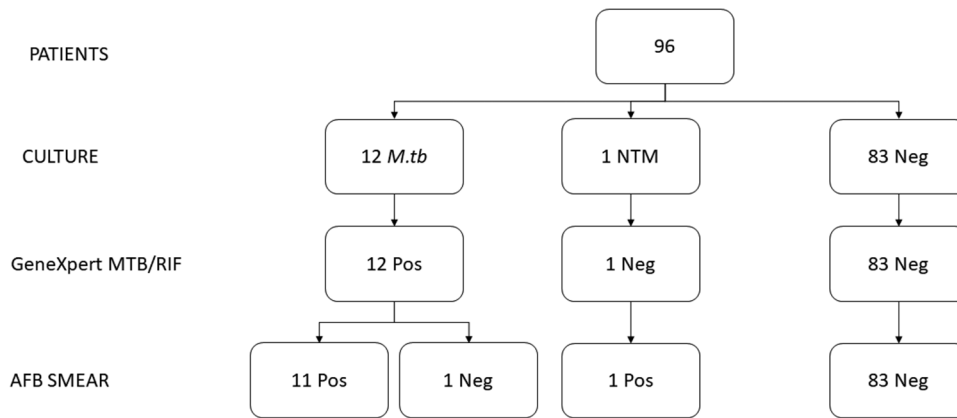 PATIENTS 96
CULTURE 12 M.tb 1 NTM 83 Neg
GeneXpert MTB/RIF 12 Pos 1 Neg 83 Neg
AFB SMEAR 11 Pos 1 Neg 1 Pos 83 Neg